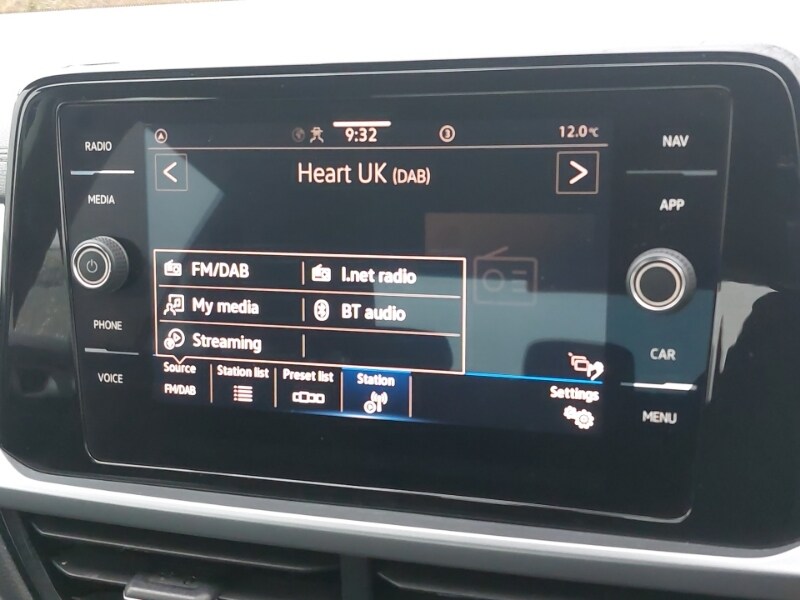 RADIO
MEDIA
PHONE
VOICE
9:32
3
12.0°C
Heart UK (DAB)
FM/DAB
I.net radio
My media
BT audio
Streaming
Source
FM/DAB
Station list
Preset list
Station
Settings
NAV
APP
CAR
MENU